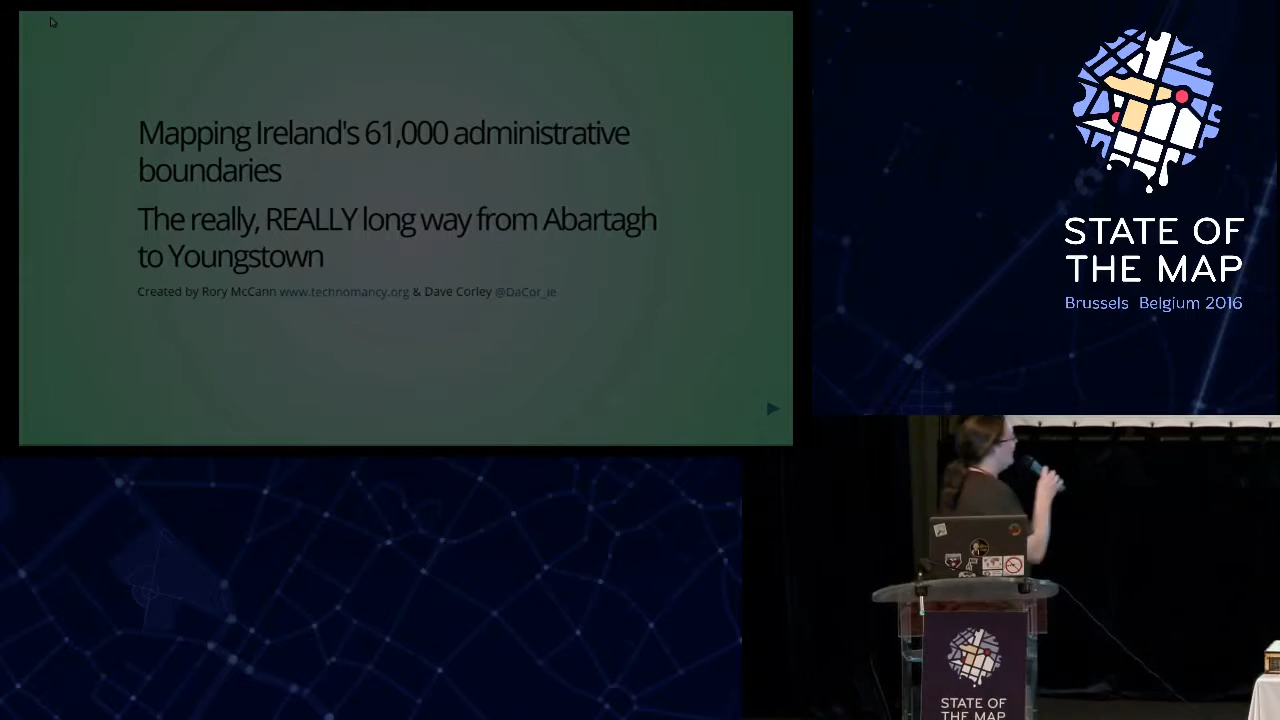 Mapping Ireland's 61,000 administrative
boundaries
The really, REALLY long way from Abartagh
to Youngstown
Created by Rory McCann www.technomancy.org & Dave Corley @DaCor_ie
STATE OF
THE MAP
Brussels Belgium 2016
STATE OF
THE MAP